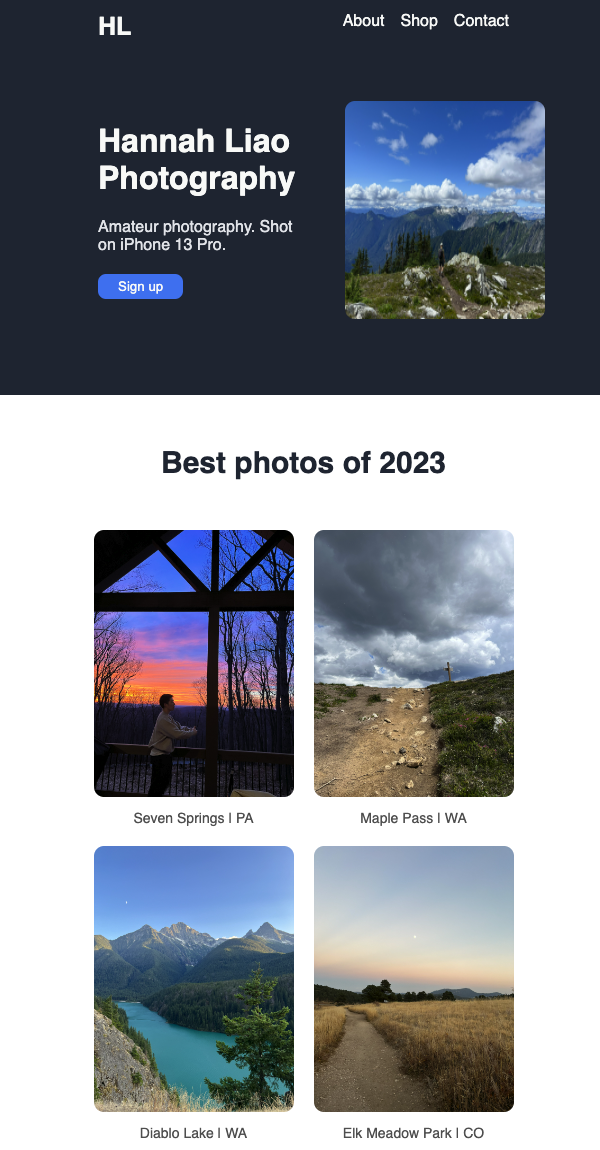 HL
About Shop Contact
Hannah Liao
Photography
Amateur photography. Shot
on iPhone 13 Pro.
Sign up
Best photos of 2023
Seven Springs | PA
Maple Pass | WA
Diablo Lake | WA
Elk Meadow Park | CO